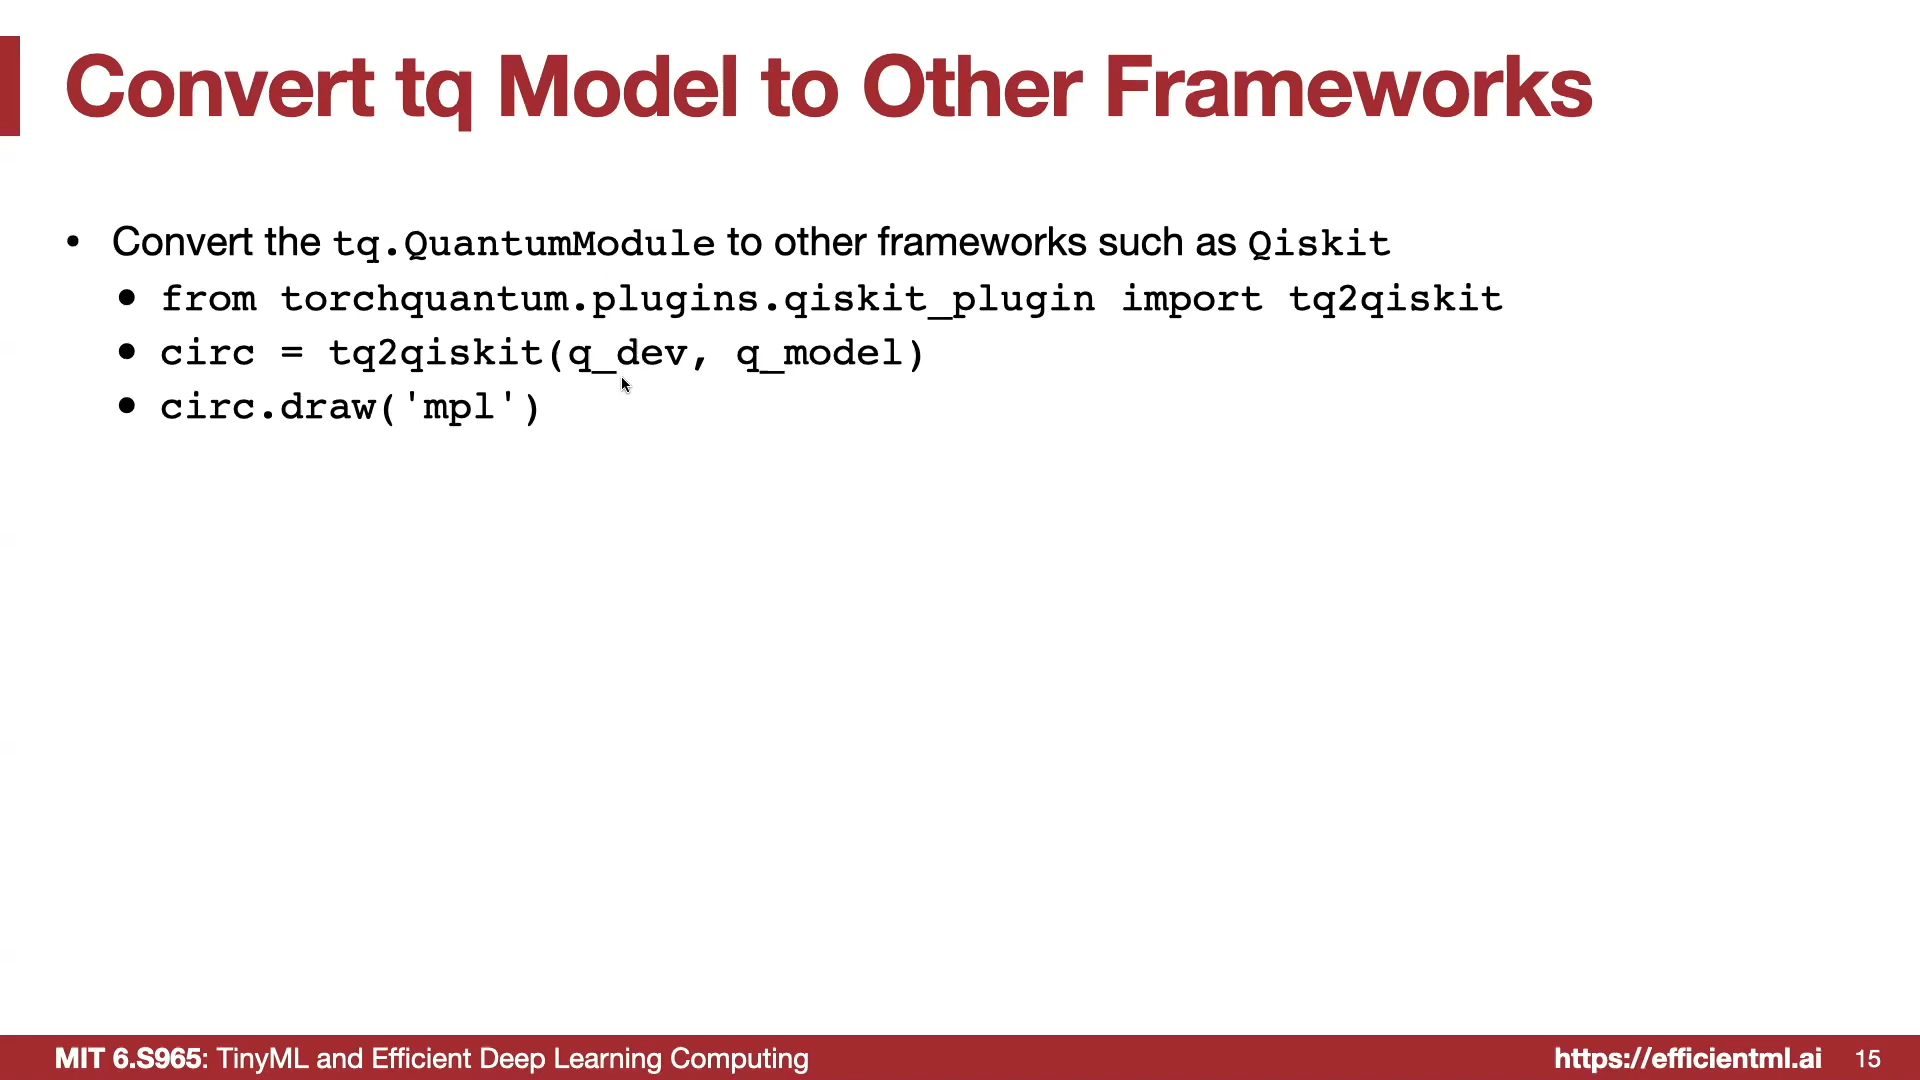 Convert tq Model to Other Frameworks
• Convert the tq.QuantumModule to other frameworks such as Qiskit
• from torchquantum.plugins.qiskit_plugin import tq2qiskit
• circ = tq2qiskit(q_dev, q_model)
• circ.draw('mpl')
MIT 6.S965: TinyML and Efficient Deep Learning Computing
https://efficientml.ai 15